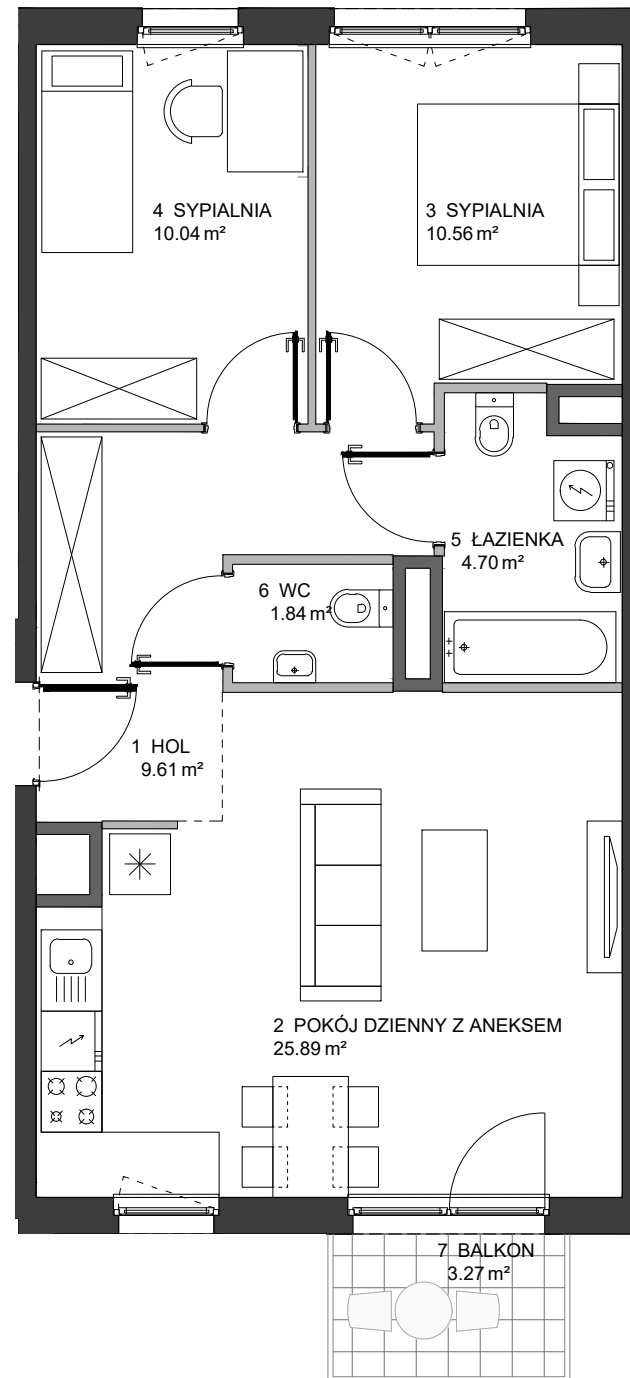 4 SYPIALNIA
10.04 m²
3 SYPIALNIA
10.56 m²
5 ŁAZIENKA
4.70 m²
6 WC
1.84 m²
1 HOL
9.61 m²
2 POKÓJ DZIENNY Z ANEKSEM
25.89 m²
7 BALKON
3.27 m²